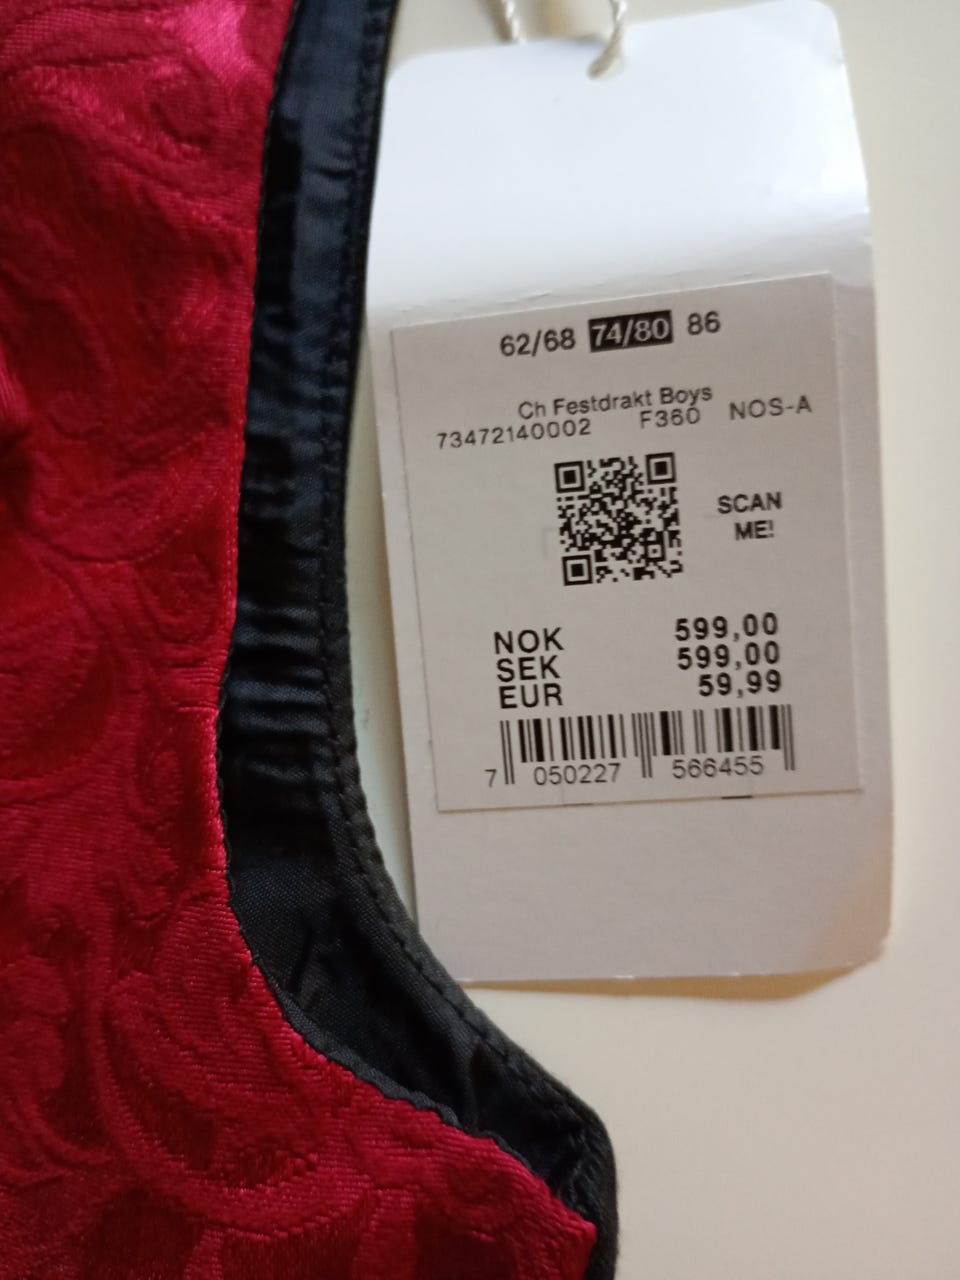 62/68 74/80 86
Ch Festdrakt Boys
73472140002 F360 NOS-A
SCAN
ME!
NOK 599,00
SEK 599,00
EUR 59,99
7 050227 566455